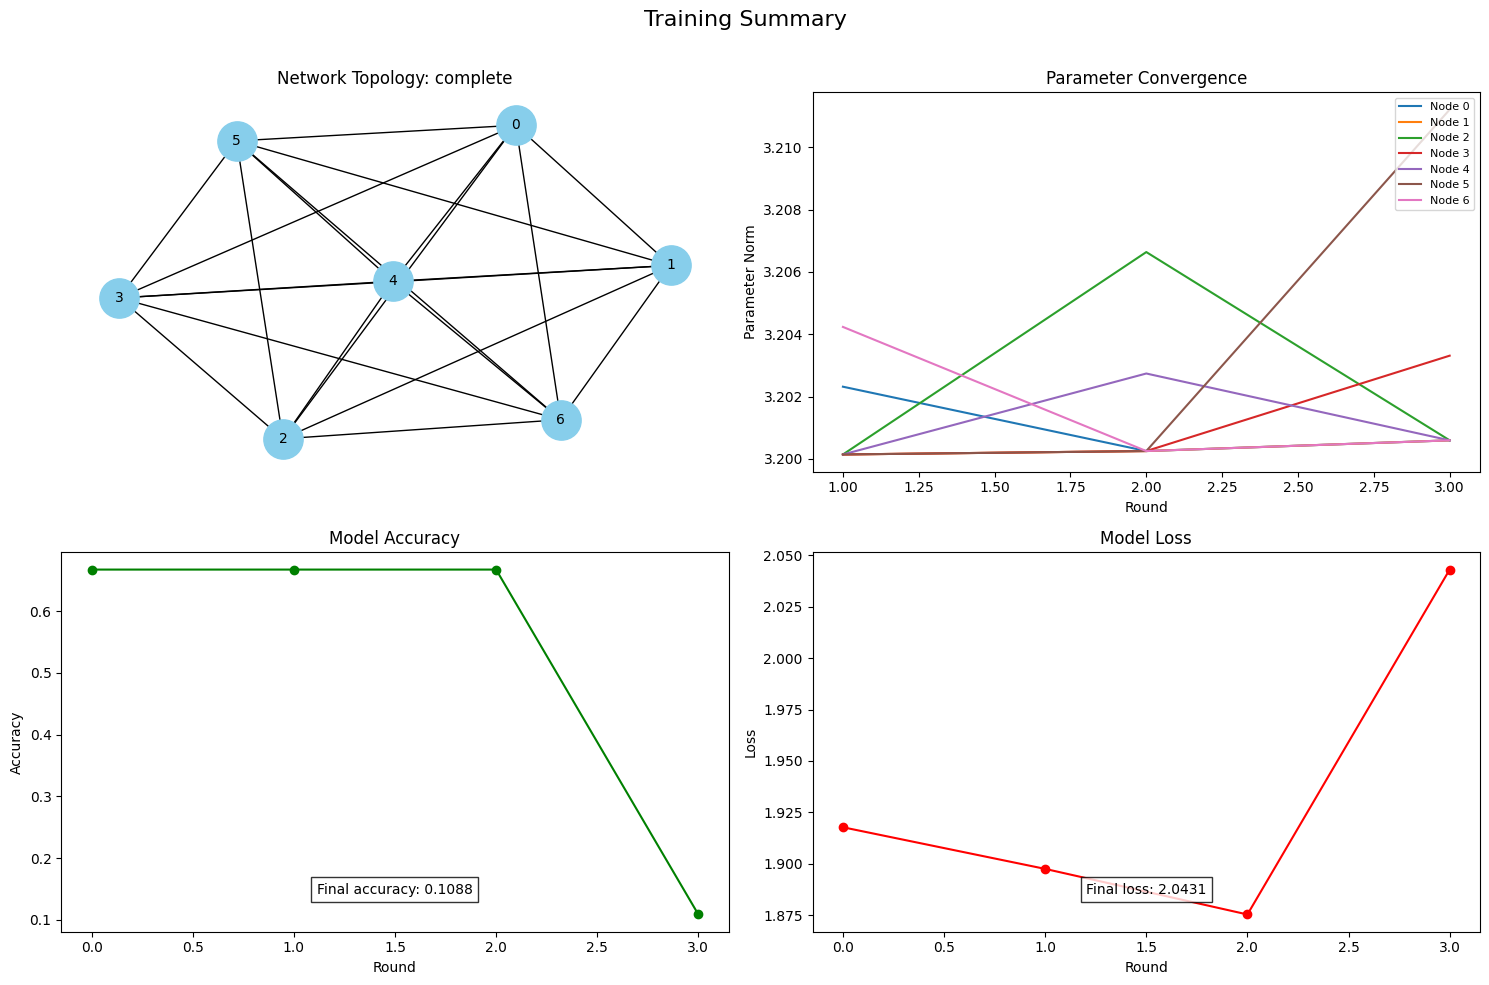 Training Summary
Network Topology: complete
5
0
4
1
3
2
6
Parameter Convergence
Node 0
Node 1
Node 2
Node 3
Node 4
Node 5
Node 6
3.210
3.208
3.206
3.204
3.202
3.200
Parameter Norm
1.00 1.25 1.50 1.75 2.00 2.25 2.50 2.75 3.00
Round
Model Accuracy
0.6
0.5
0.4
0.3
0.2
0.1
Accuracy
Final accuracy: 0.1088
0.0 0.5 1.0 1.5 2.0 2.5 3.0
Round
Model Loss
2.050
2.025
2.000
1.975
1.950
1.925
1.900
1.875
Loss
Final loss: 2.0431
0.0 0.5 1.0 1.5 2.0 2.5 3.0
Round